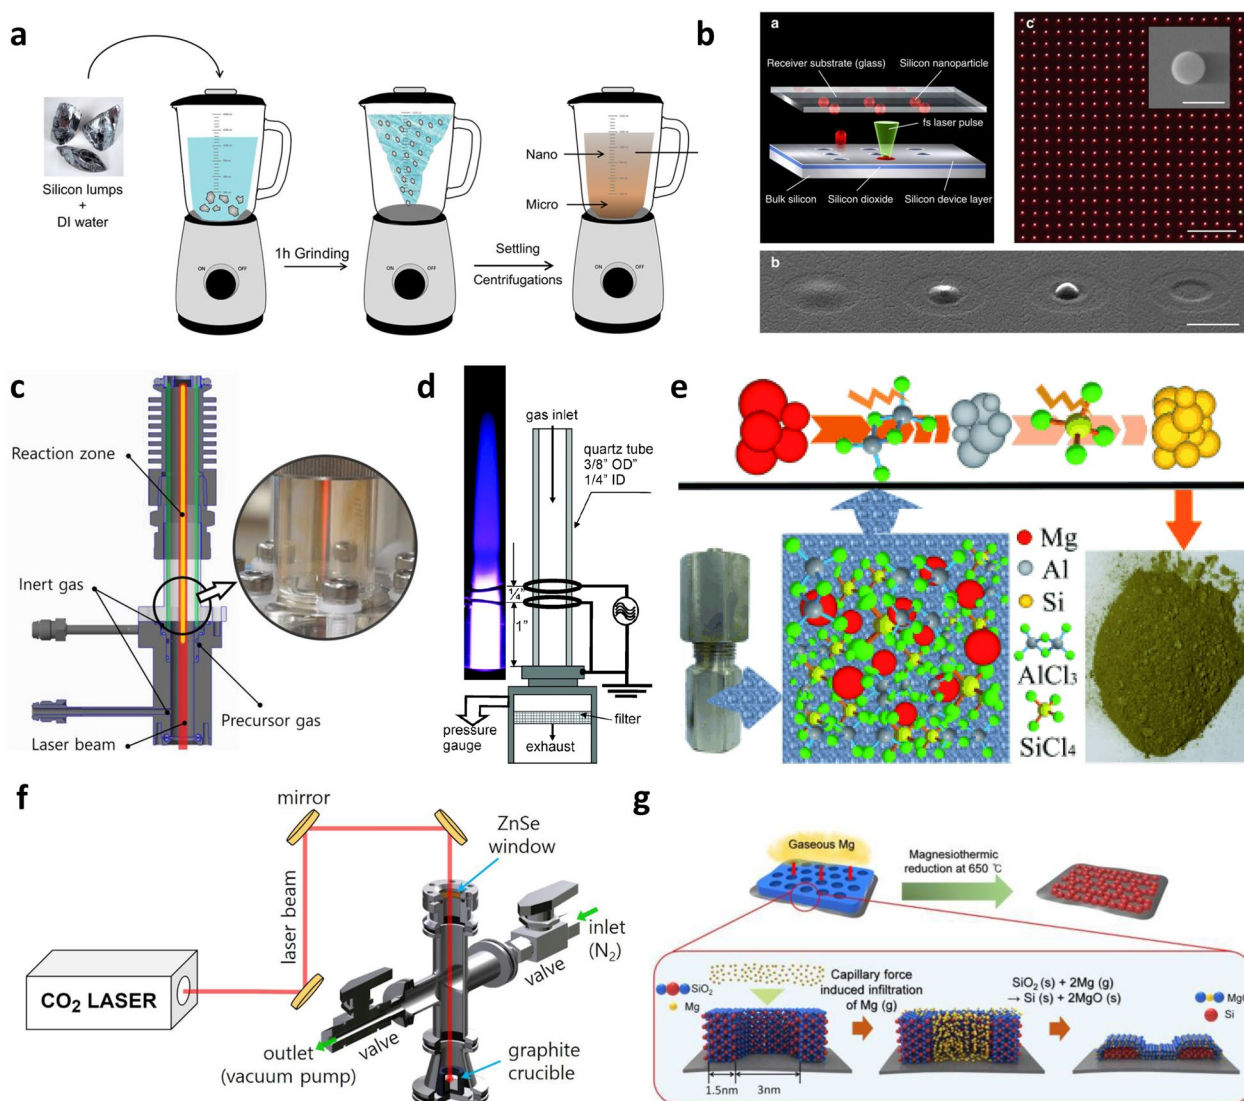 a
Silicon lumps
+
DI water
ON
OFF
1h Grinding
ON
OFF
Settling
Centrifugations
Nano
Micro
ON
OFF
b
a
Receiver substrate (glass)
Silicon nanoparticle
fs laser pulse
Bulk silicon
Silicon dioxide
Silicon device layer
c
b
c
Reaction zone
Inert gas
Precursor gas
Laser beam
d
gas inlet
quartz tube
3/8" OD"
1/4" ID
¼"
1"
pressure
gauge
filter
exhaust
e
Mg
Al
Si
AlCl₃
SiCl₄
f
mirror
ZnSe
window
laser beam
inlet
(N₂)
valve
CO₂ LASER
valve
outlet
(vacuum pump)
graphite
crucible
g
Gaseous Mg
Magnesiothermic
reduction at 650 ℃
SiO₂
Mg
Capillary force
induced infiltration
of Mg (g)
SiO₂ (s) + 2Mg (g)
→ Si (s) + 2MgO (s)
MgO
Si
1.5nm
3nm